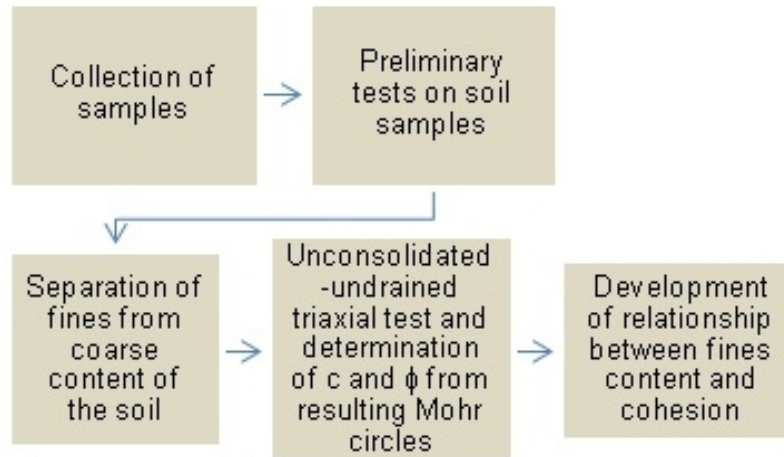 Collection of
samples
Preliminary
tests on soil
samples
Separation of
fines from
coarse
content of
the soil
Unconsolidated
-undrained
triaxial test and
determination
of c and ϕ from
resulting Mohr
circles
Development
of relationship
between fines
content and
cohesion